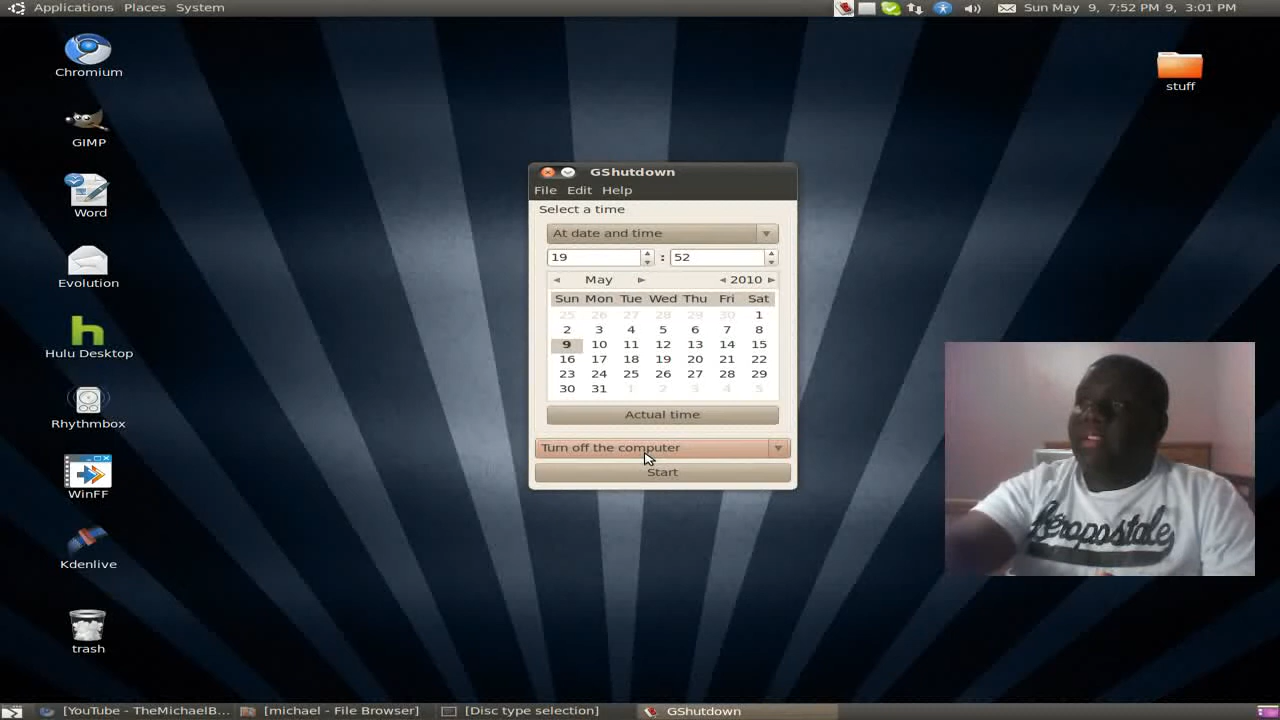 Applications Places System
Sun May 9, 7:52 PM 9, 3:01 PM
Chromium
GIMP
Word
Evolution
Hulu Desktop
Rhythmbox
WinFF
Kdenlive
trash
stuff
GShutdown
File Edit Help
Select a time
At date and time
19 : 52
May 2010
Sun Mon Tue Wed Thu Fri Sat
25 26 27 28 29 30 1
2 3 4 5 6 7 8
9 10 11 12 13 14 15
16 17 18 19 20 21 22
23 24 25 26 27 28 29
30 31 1 2 3 4 5
Actual time
Turn off the computer
Start
Aéropostale
[YouTube - TheMichaelB... [michael - File Browser] [Disc type selection] GShutdown